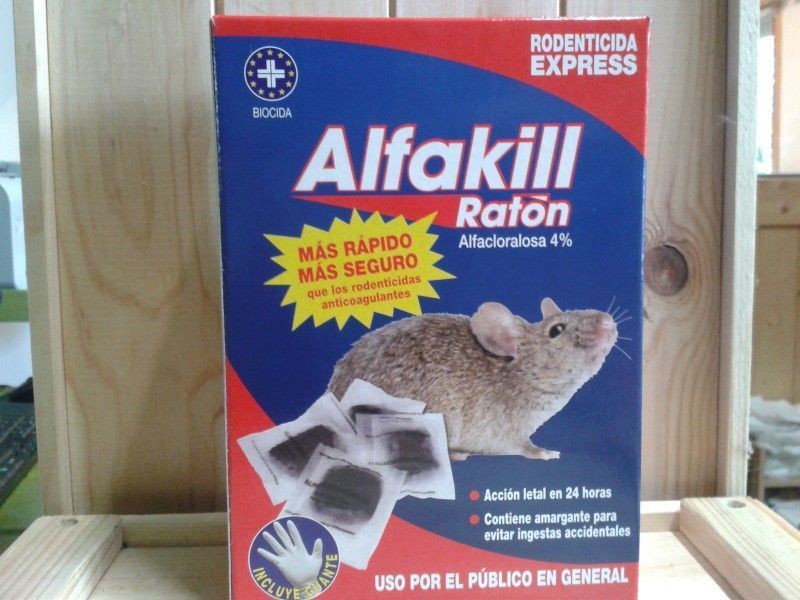 RODENTICIDA
EXPRESS
BIOCIDA
Alfakill
Ratón
Alfacloralosa 4%
MÁS RÁPIDO
MÁS SEGURO
que los rodenticidas
anticoagulantes
Acción letal en 24 horas
Contiene amargante para
evitar ingestas accidentales
INCLUYE GUANTE
USO POR EL PÚBLICO EN GENERAL